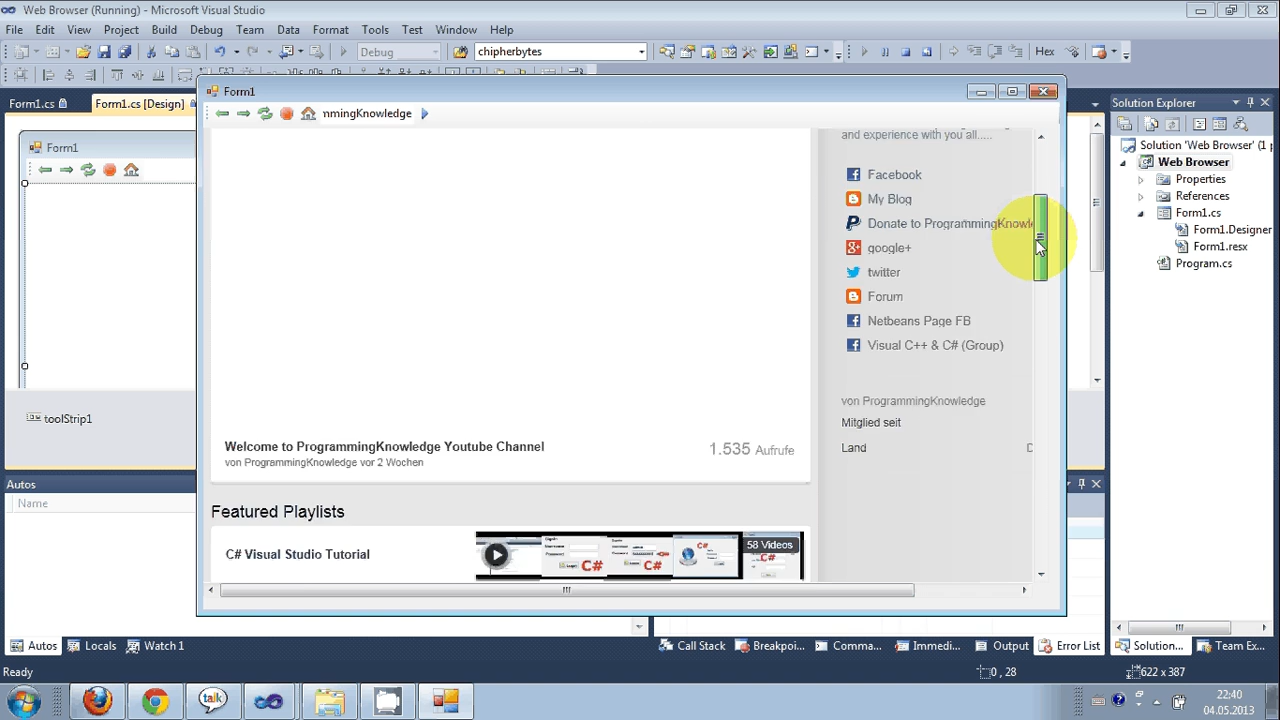 Web Browser (Running) - Microsoft Visual Studio
File Edit View Project Build Debug Team Data Format Tools Test Window Help
Debug chipherbytes Hex
Form1.cs Form1.cs [Design] Solution Explorer
Form1
Form1
mmingKnowledge
Solution 'Web Browser' (1 p
Web Browser
Properties
References
Form1.cs
Form1.Designer
Form1.resx
Program.cs
and experience with you all.....
Facebook
My Blog
Donate to ProgrammingKnowle
google+
twitter
Forum
Netbeans Page FB
Visual C++ & C# (Group)
von ProgrammingKnowledge
Mitglied seit
Land D
toolStrip1
Welcome to ProgrammingKnowledge Youtube Channel
von ProgrammingKnowledge vor 2 Wochen
1.535 Aufrufe
Autos
Name
Featured Playlists
C# Visual Studio Tutorial
58 Videos
C# C# C# C#
Autos Locals Watch 1 Call Stack Breakpoi... Comma... Immedi... Output Error List Solution... Team Ex...
Ready 0 , 28 622 x 387
talk
22:40
04.05.2013